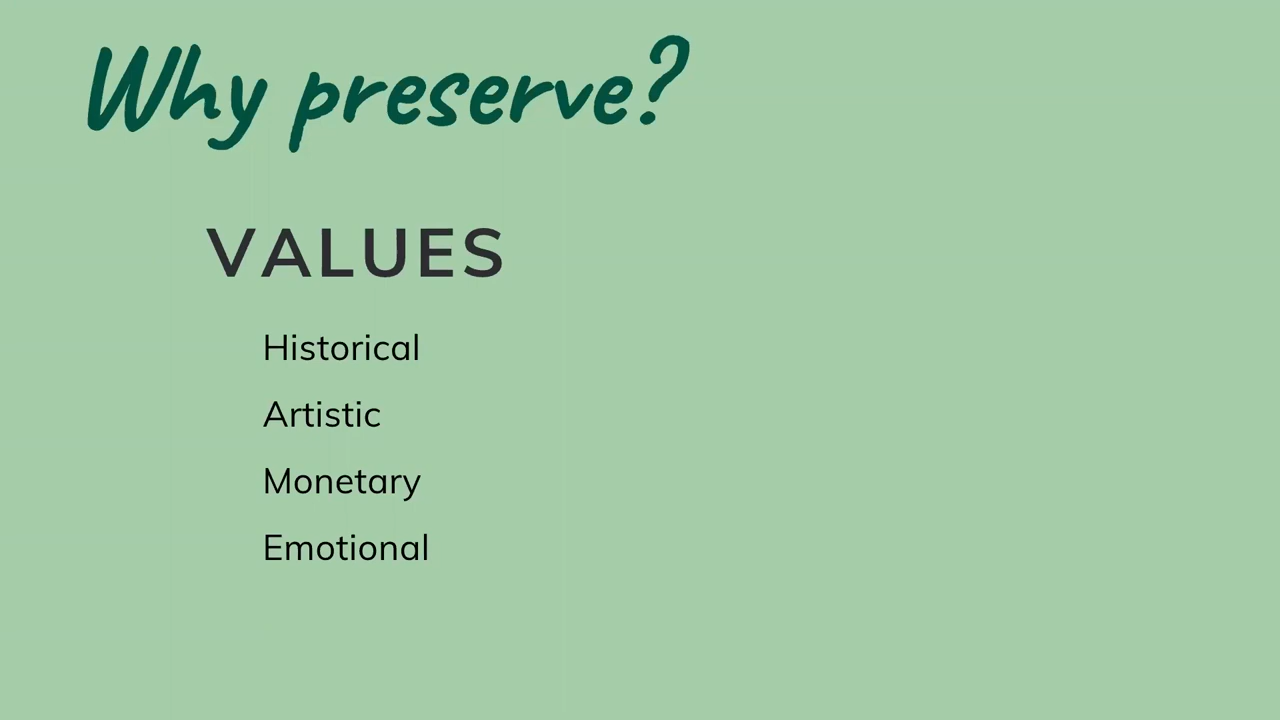 Why preserve?
VALUES
Historical
Artistic
Monetary
Emotional